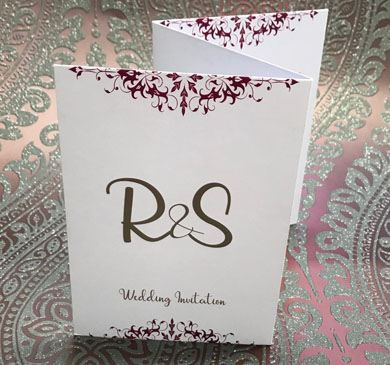 R&S
Wedding Invitation